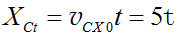 X_{Ct} = v_{CX0}t = 5t